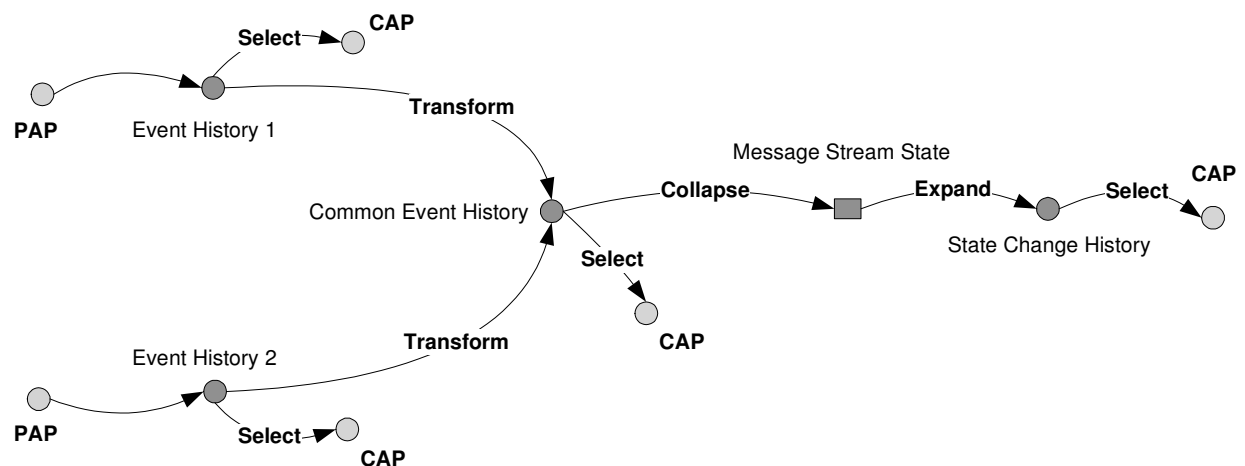 CAP
Select
Transform
PAP
Event History 1
Message Stream State
CAP
Collapse
Expand
Select
Common Event History
State Change History
Select
CAP
Transform
Event History 2
PAP
Select
CAP